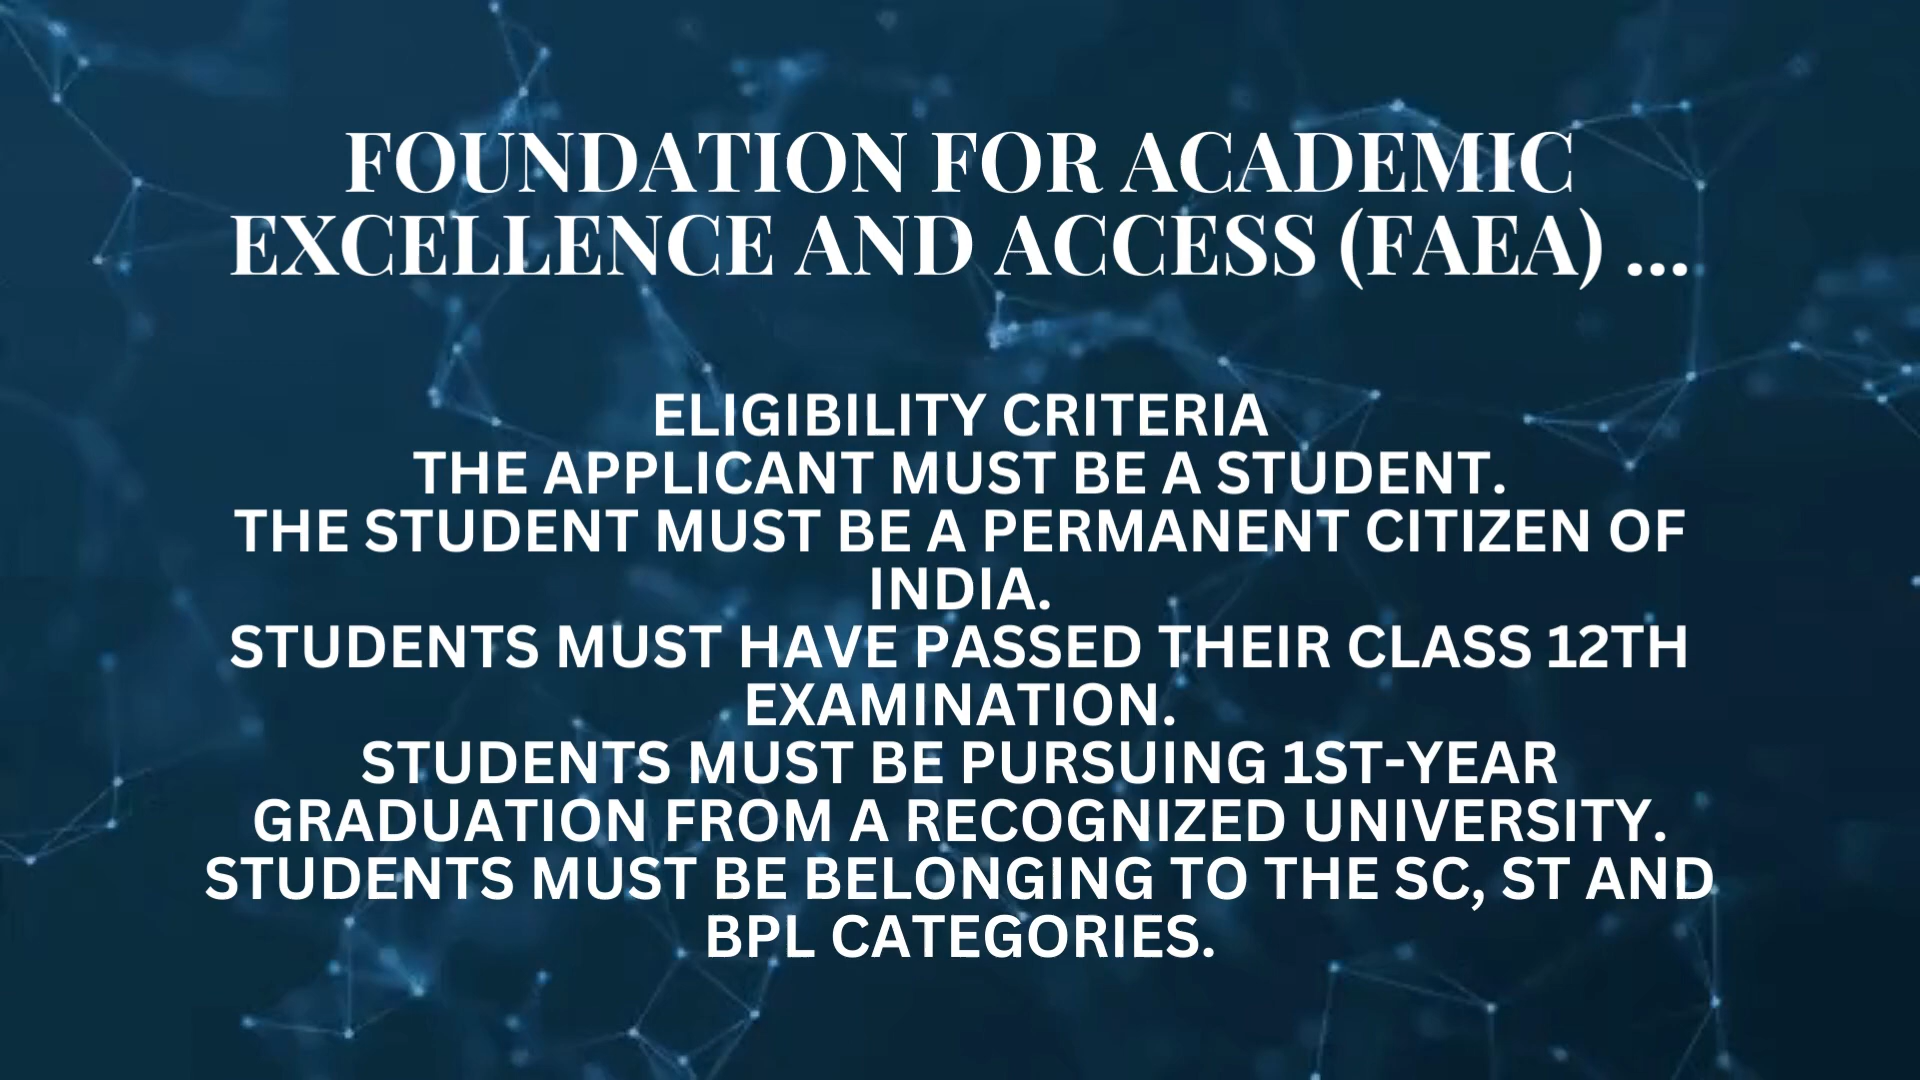 FOUNDATION FOR ACADEMIC
EXCELLENCE AND ACCESS (FAEA) ...
ELIGIBILITY CRITERIA
THE APPLICANT MUST BE A STUDENT.
THE STUDENT MUST BE A PERMANENT CITIZEN OF
INDIA.
STUDENTS MUST HAVE PASSED THEIR CLASS 12TH
EXAMINATION.
STUDENTS MUST BE PURSUING 1ST-YEAR
GRADUATION FROM A RECOGNIZED UNIVERSITY.
STUDENTS MUST BE BELONGING TO THE SC, ST AND
BPL CATEGORIES.